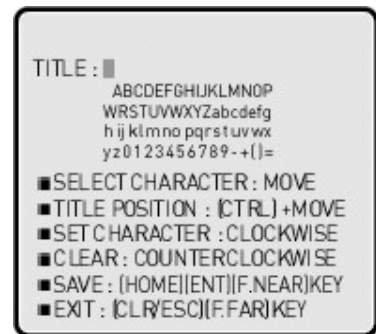 TITLE :
ABCDEFGHIJKLMNOP
WRSTUVWXYZabcdefg
hijklmnopqrstuvwx
yz0123456789-+()=
■SELECT CHARACTER : MOVE
■TITLE POSITION : (CTRL) +MOVE
■SET CHARACTER :CLOCKWISE
■CLEAR : COUNTERCLOCKWISE
■SAVE : (HOME)(ENT)(F.NEAR)KEY
■EXIT : (CLR/ESC)(F.FAR)KEY